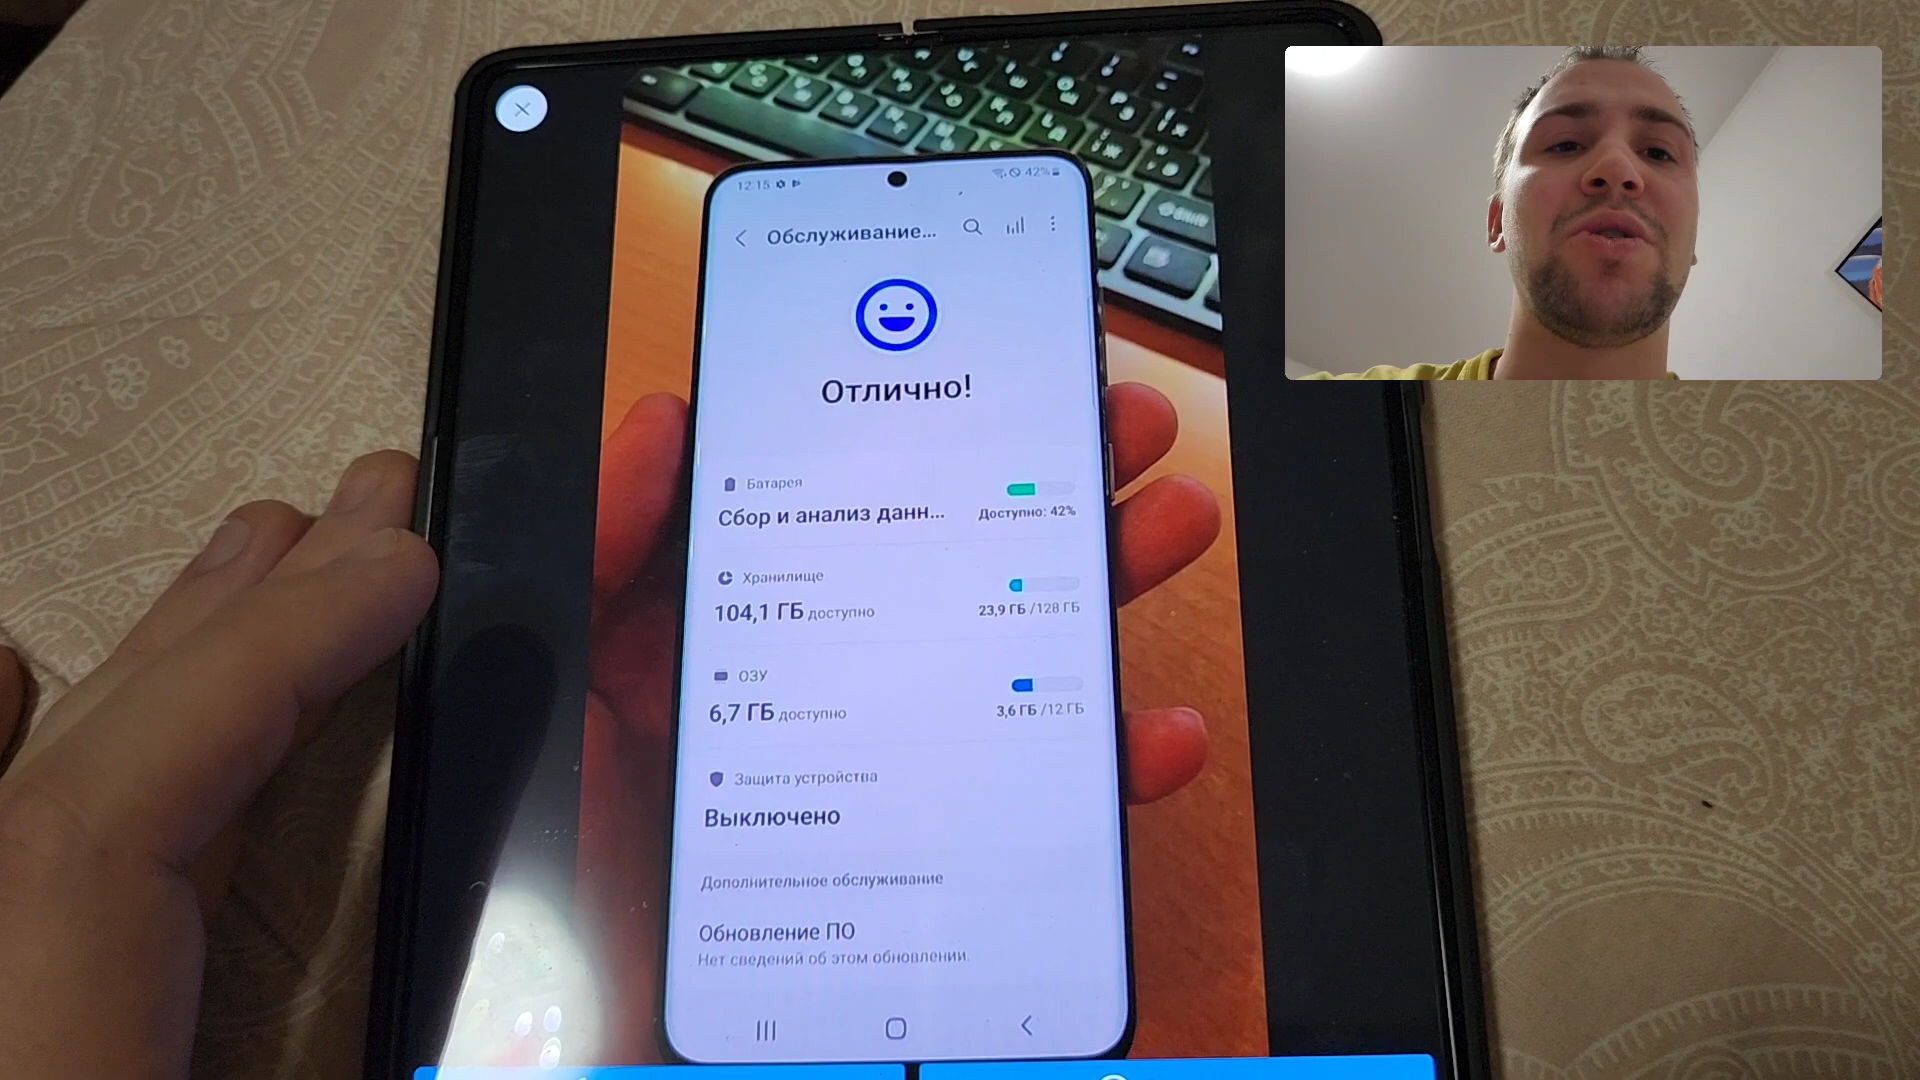 12:15
42%
Обслуживание...
Отлично!
Батарея
Сбор и анализ данн...
Доступно: 42%
Хранилище
104,1 ГБ доступно
23,9 ГБ /128 ГБ
ОЗУ
6,7 ГБ доступно
3,6 ГБ /12 ГБ
Защита устройства
Выключено
Дополнительное обслуживание
Обновление ПО
Нет сведений об этом обновлении.